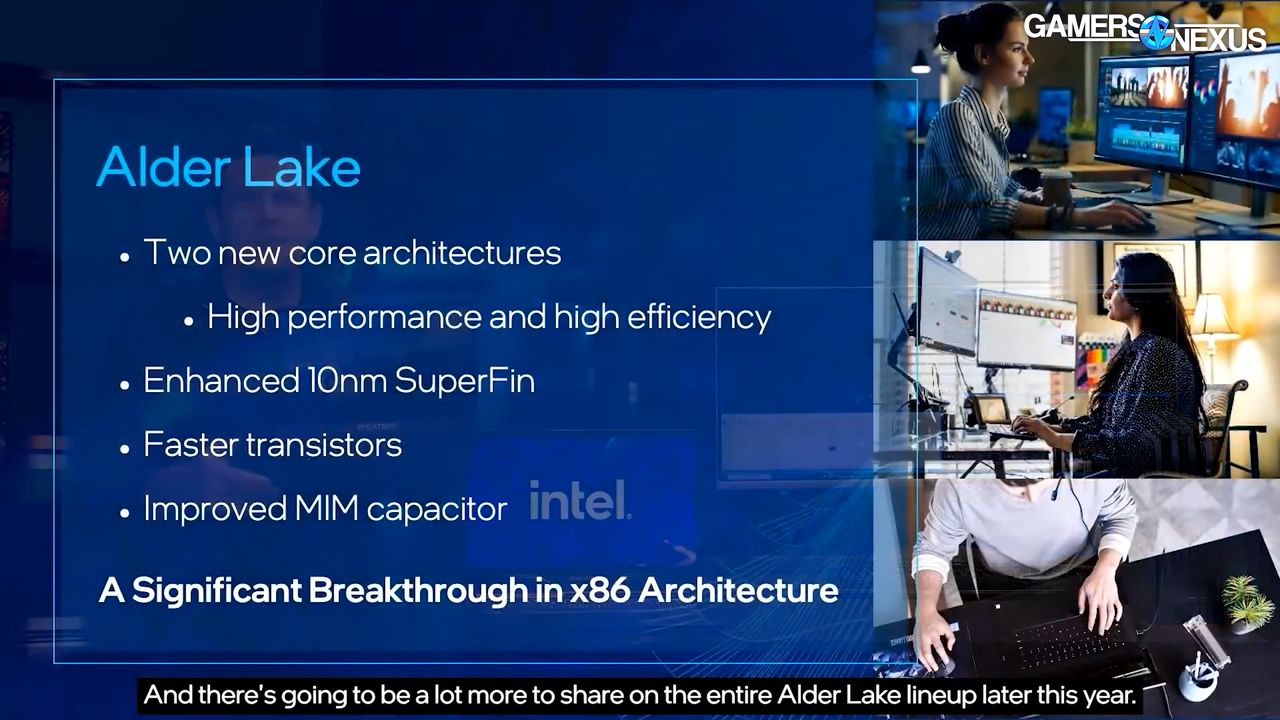 GAMERS NEXUS
Alder Lake
• Two new core architectures
• High performance and high efficiency
• Enhanced 10nm SuperFin
• Faster transistors
• Improved MIM capacitor
intel.
A Significant Breakthrough in x86 Architecture
And there's going to be a lot more to share on the entire Alder Lake lineup later this year.